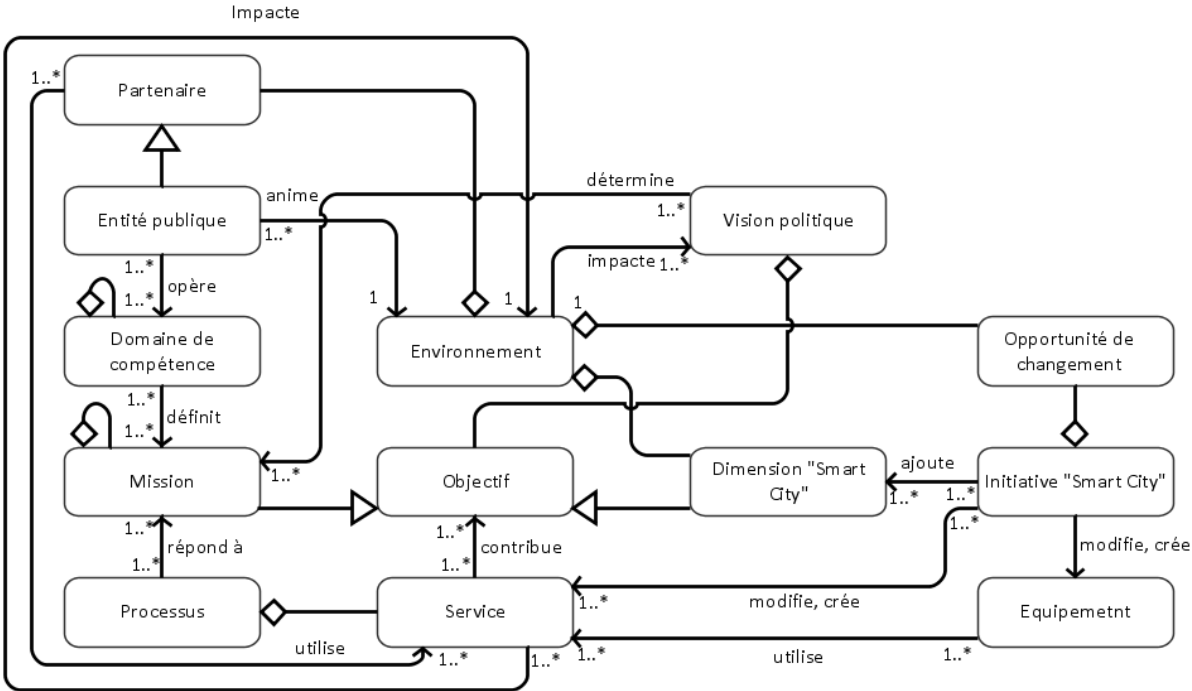 Impacte
1..*
Partenaire
anime
détermine
Entité publique
1..*
1..*
Vision politique
1..*
opère
1..*
impacte
1..*
1
1
1
Domaine de
compétence
Environnement
Opportunité de
changement
1..*
définit
1..*
Mission
1..*
Objectif
Dimension "Smart
City"
ajoute
1..*
1..*
Initiative "Smart City"
1..*
1..*
répond à
1..*
1..*
contribue
1..*
modifie, crée
Processus
Service
1..*
modifie, crée
Equipemetnt
utilise
1..*
1..*
1..*
utilise
1..*